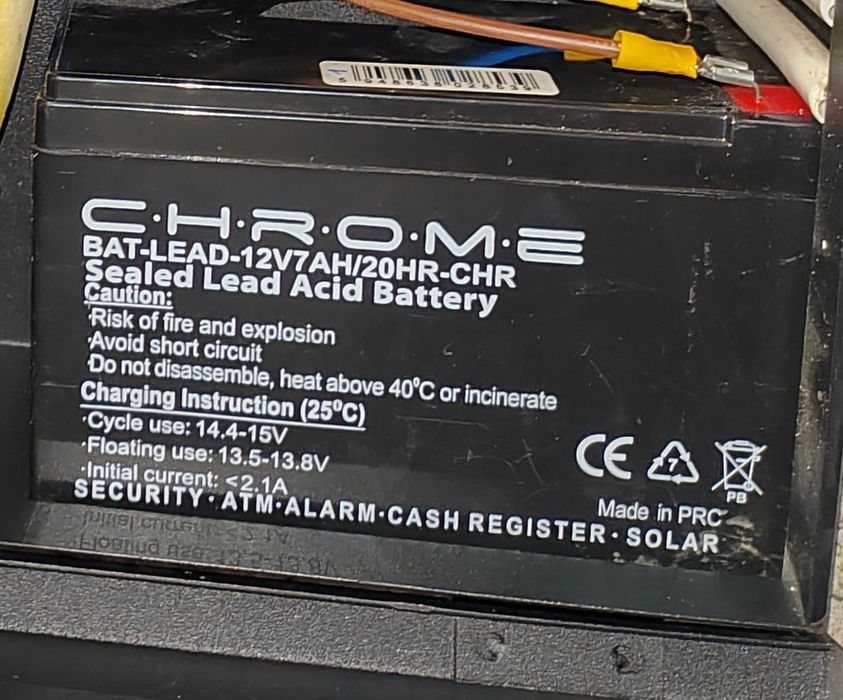 C·H·R·O·M·E
BAT-LEAD-12V7AH/20HR-CHR
Sealed Lead Acid Battery
Caution:
·Risk of fire and explosion
·Avoid short circuit
·Do not disassemble, heat above 40⁰C or incinerate
Charging Instruction (25⁰C)
·Cycle use: 14.4-15V
·Floating use: 13.5-13.8V
·Initial current: <2.1A
CE
7
PB
Made in PRC
SECURITY·ATM·ALARM·CASH REGISTER·SOLAR